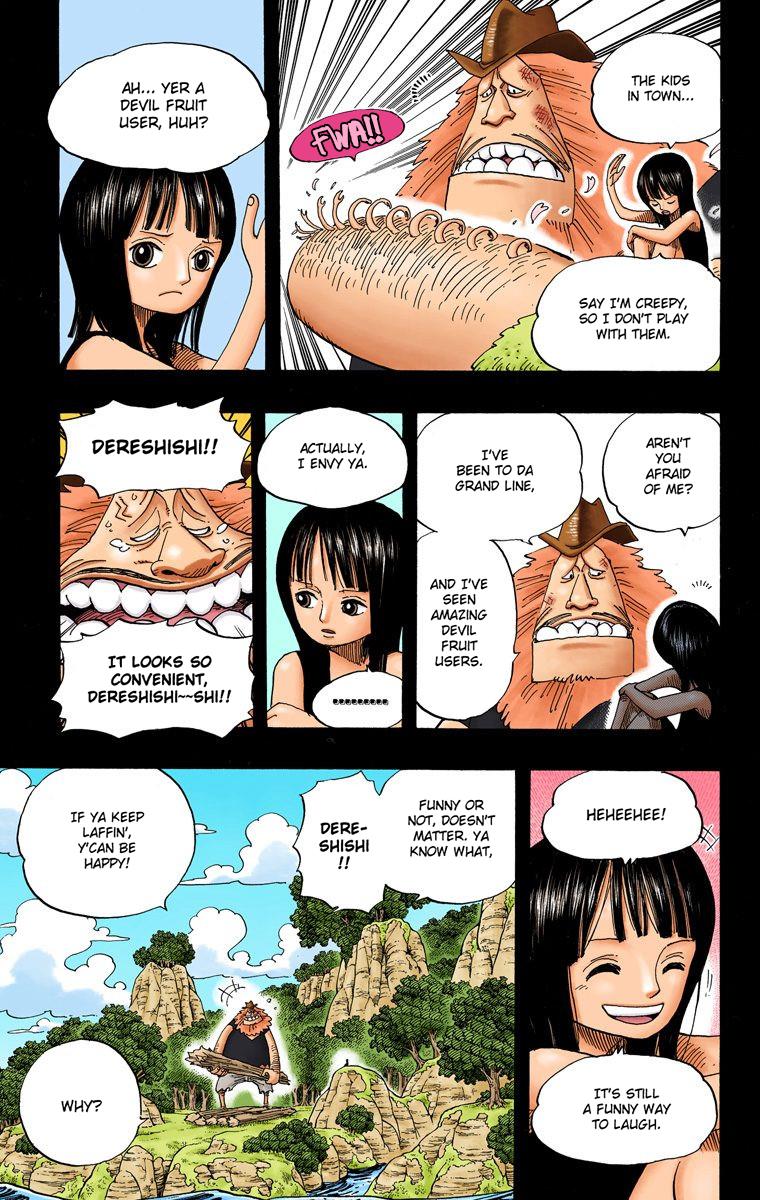 THE KIDS
IN TOWN...
FWA!!
SAY I'M CREEPY,
SO I DON'T PLAY
WITH THEM.
AH... YER A
DEVIL FRUIT
USER, HUH?
AREN'T
YOU
AFRAID
OF ME?
I'VE
BEEN TO DA
GRAND LINE,
AND I'VE
SEEN
AMAZING
DEVIL
FRUIT
USERS.
ACTUALLY,
I ENVY YA.
.........
DERESHISHI!!
IT LOOKS SO
CONVENIENT,
DERESHISHI~~SHI!!
HEHEEHEE!
IT'S STILL
A FUNNY WAY
TO LAUGH.
FUNNY OR
NOT, DOESN'T
MATTER. YA
KNOW WHAT,
DERE-
SHISHI
!!
IF YA KEEP
LAFFIN',
Y'CAN BE
HAPPY!
WHY?